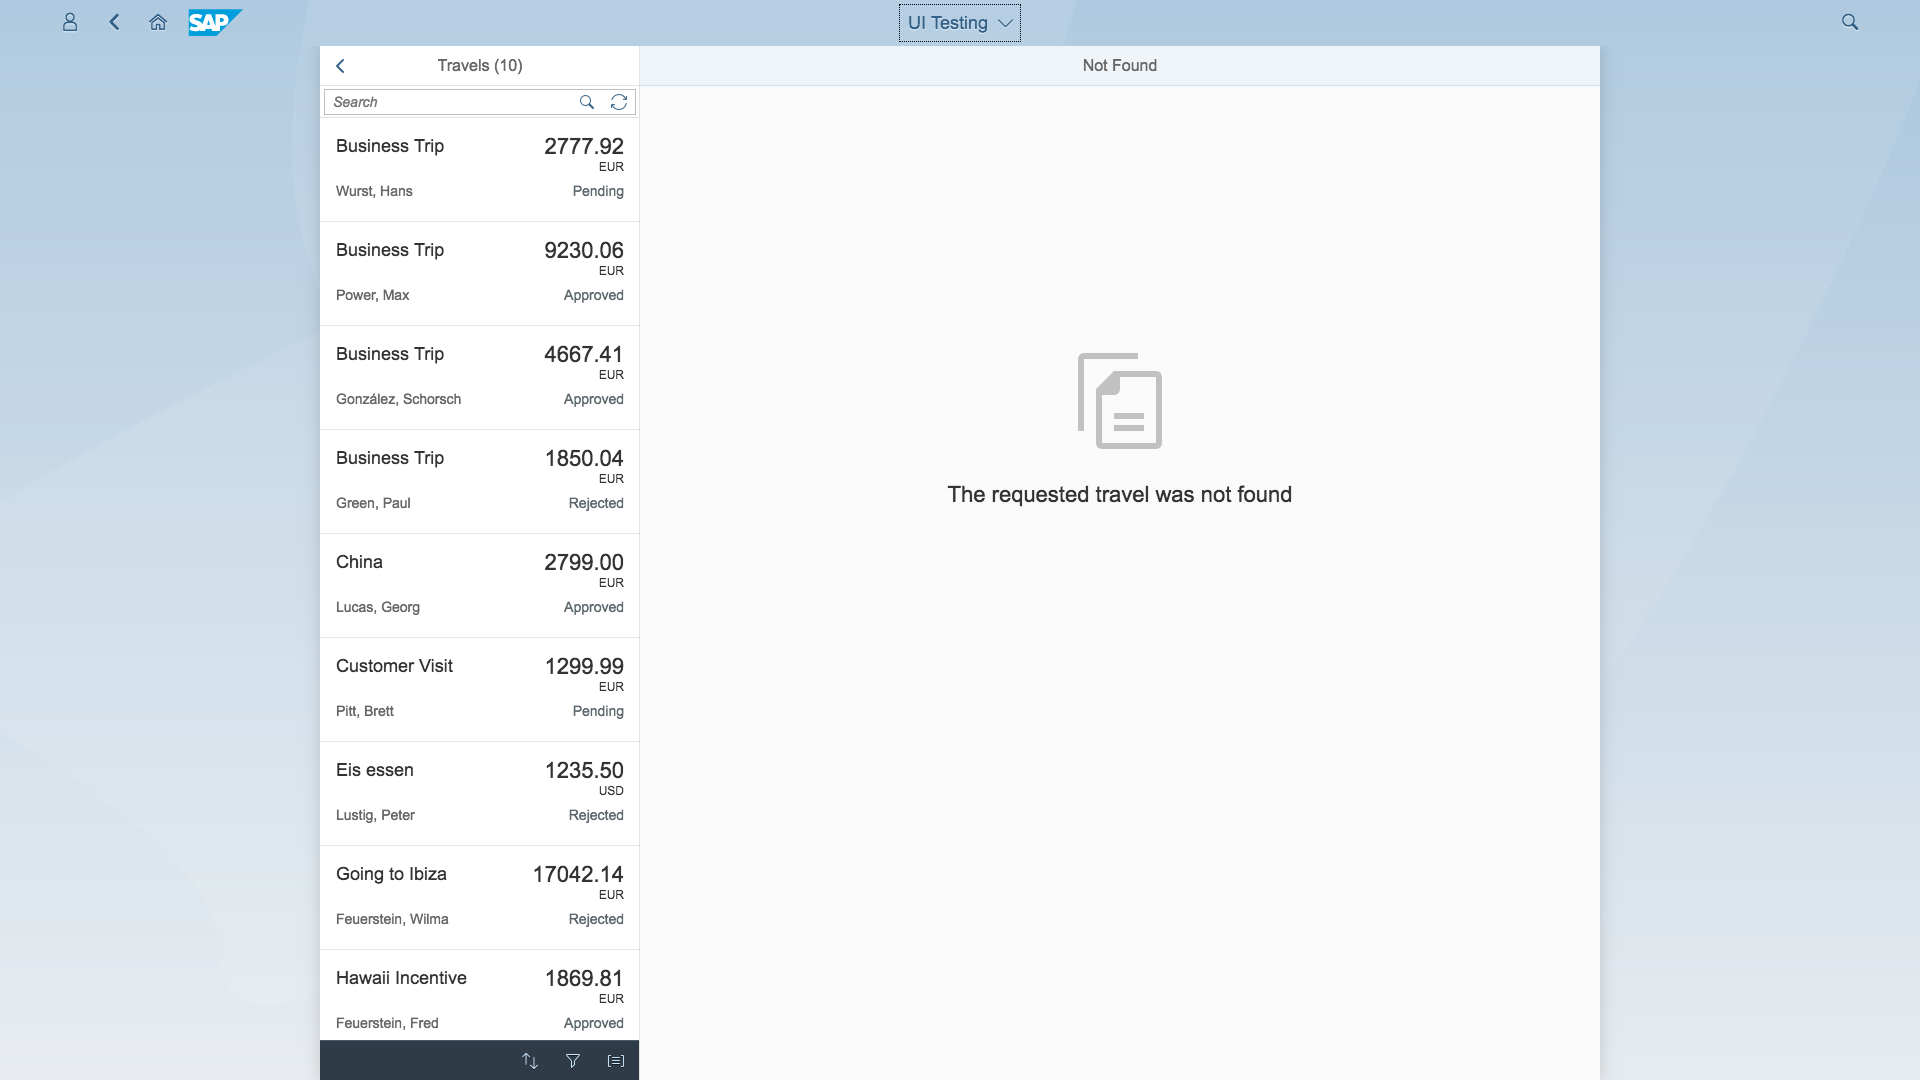 SAP
UI Testing
Travels (10)
Not Found
Search
Business Trip
2777.92
EUR
Wurst, Hans
Pending
Business Trip
9230.06
EUR
Power, Max
Approved
Business Trip
4667.41
EUR
González, Schorsch
Approved
Business Trip
1850.04
EUR
Green, Paul
Rejected
China
2799.00
EUR
Lucas, Georg
Approved
Customer Visit
1299.99
EUR
Pitt, Brett
Pending
Eis essen
1235.50
USD
Lustig, Peter
Rejected
Going to Ibiza
17042.14
EUR
Feuerstein, Wilma
Rejected
Hawaii Incentive
1869.81
EUR
Feuerstein, Fred
Approved
The requested travel was not found